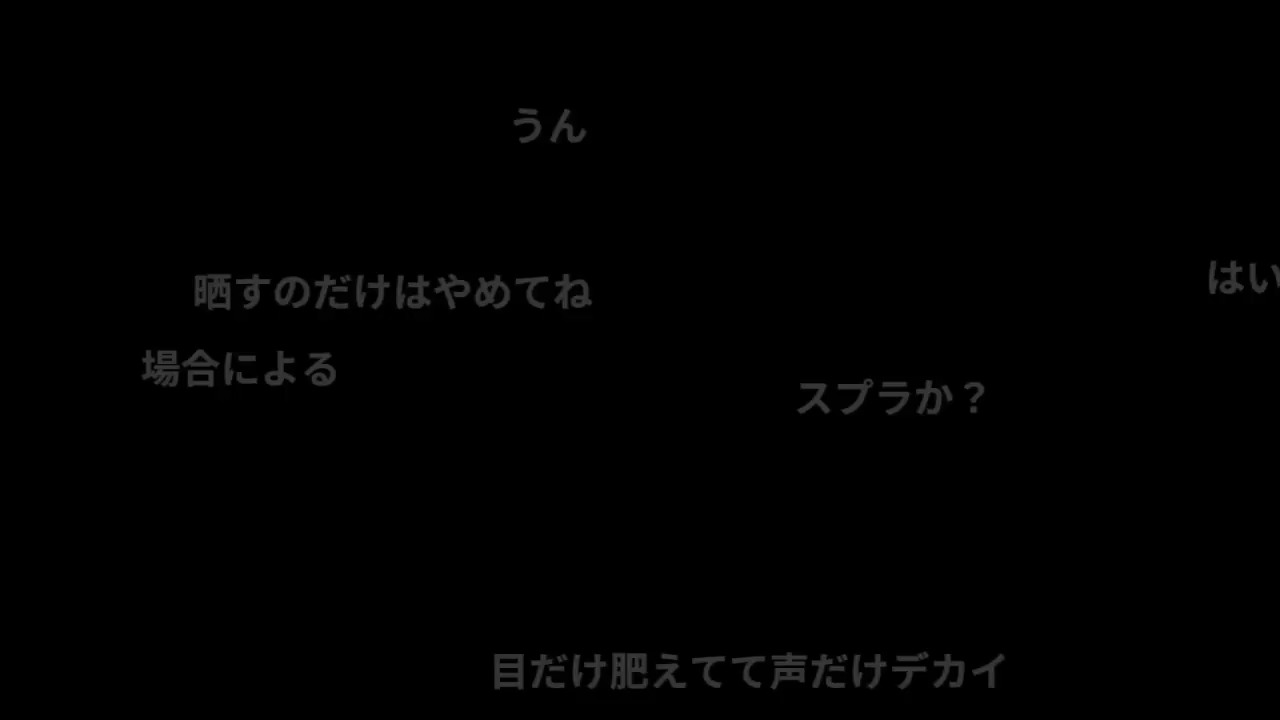 うん
晒すのだけはやめてね
はい
場合による
スプラか？
目だけ肥えてて声だけデカイ